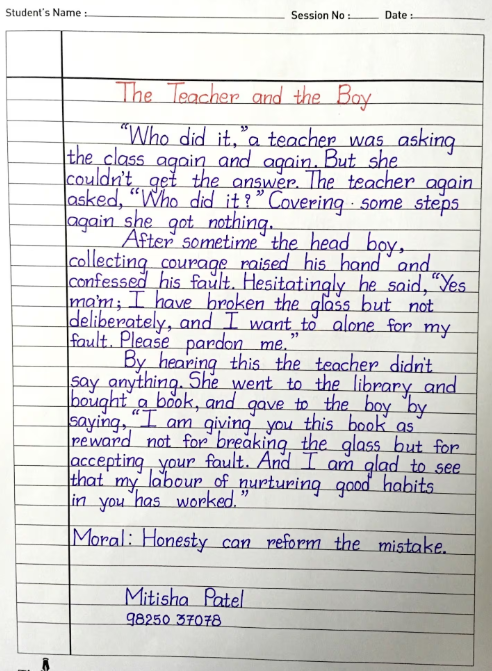 Student's Name :
Session No : Date :
The Teacher and the Boy
"Who did it," a teacher was asking
the class again and again. But she
couldn't get the answer. The teacher again
asked, "Who did it?" Covering some steps
again she got nothing.
After sometime the head boy,
collecting courage raised his hand and
confessed his fault. Hesitatingly he said, "Yes
ma'm; I have broken the glass but not
deliberately, and I want to alone for my
fault. Please pardon me."
By hearing this the teacher didn't
say anything. She went to the library and
bought a book, and gave to the boy by
saying, "I am giving you this book as
reward not for breaking the glass but for
accepting your fault. And I am glad to see
that my labour of nurturing good habits
in you has worked."
Moral: Honesty can reform the mistake.
Mitisha Patel
98250 37078